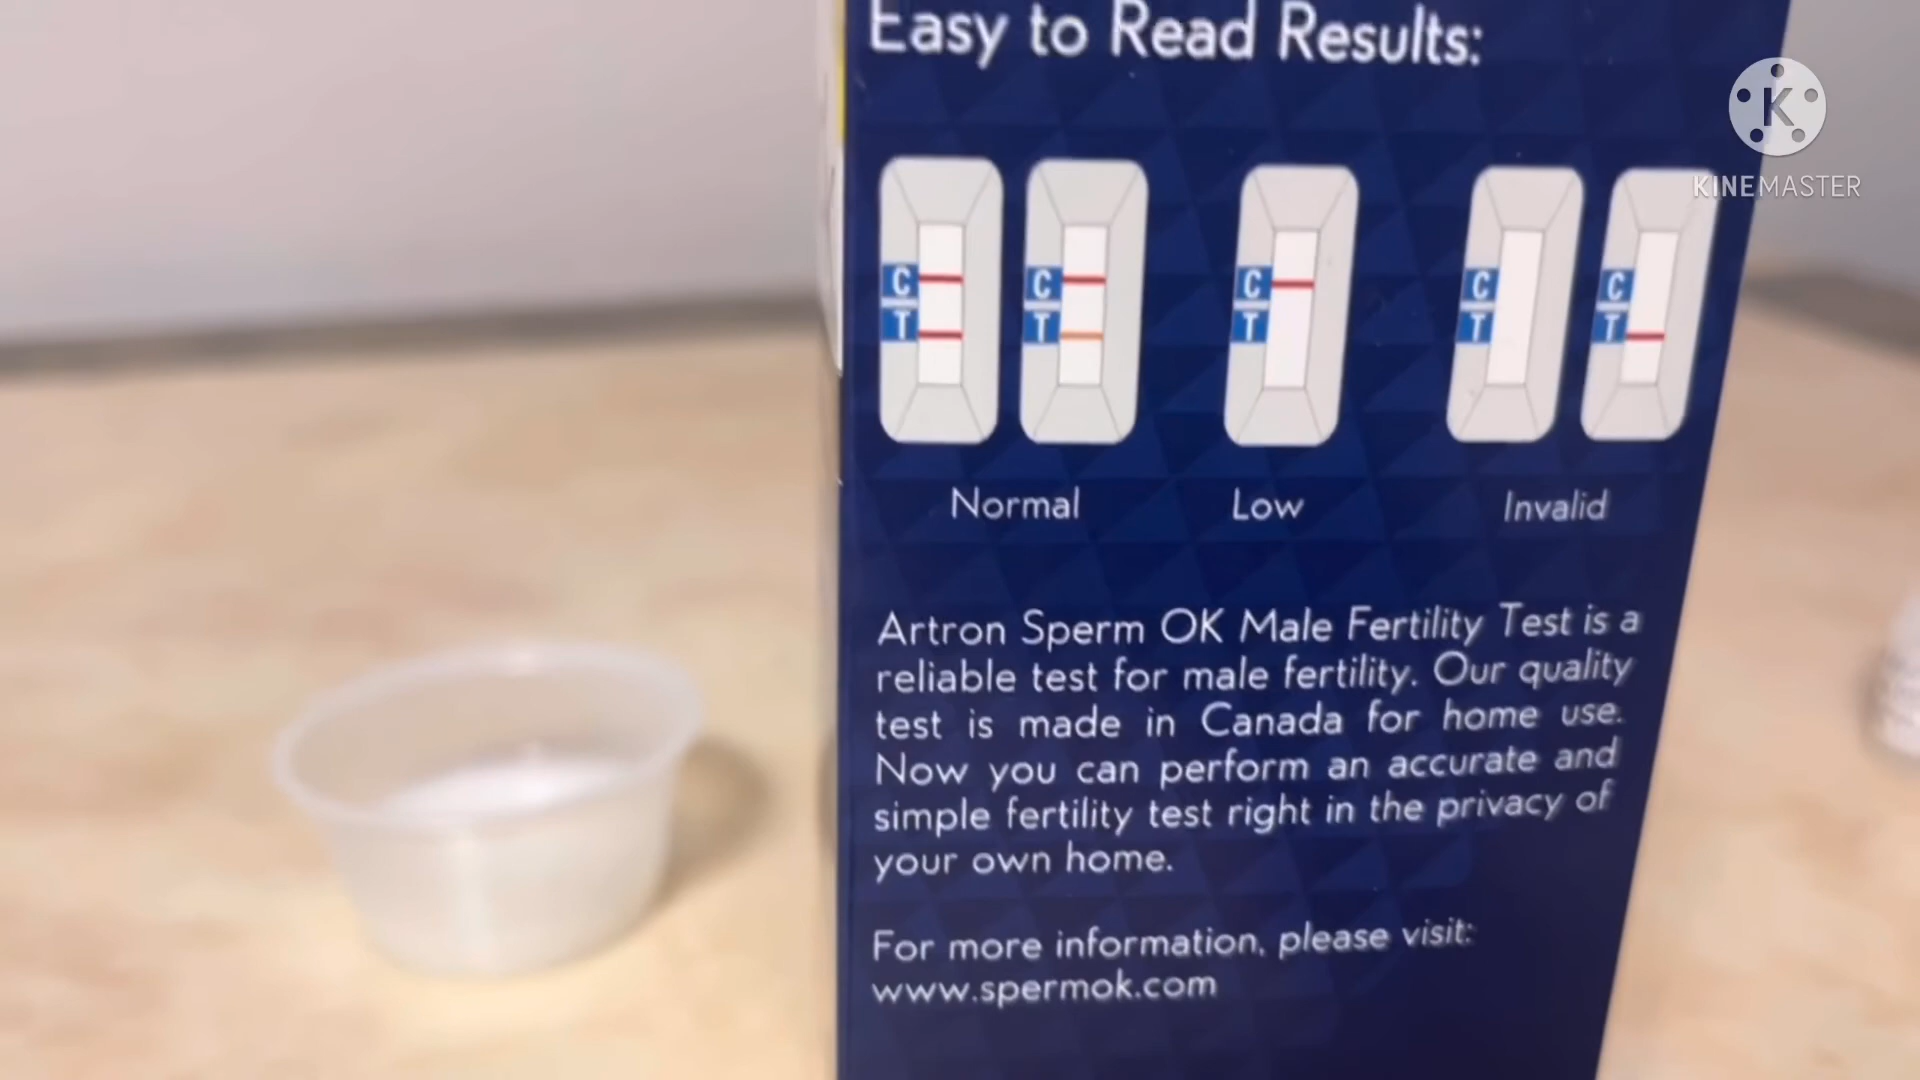 Easy to Read Results:
KINEMASTER
C
T
C
T
C
T
C
T
C
T
Normal
Low
Invalid
Artron Sperm OK Male Fertility Test is a
reliable test for male fertility. Our quality
test is made in Canada for home use.
Now you can perform an accurate and
simple fertility test right in the privacy of
your own home.
For more information, please visit:
www.spermok.com